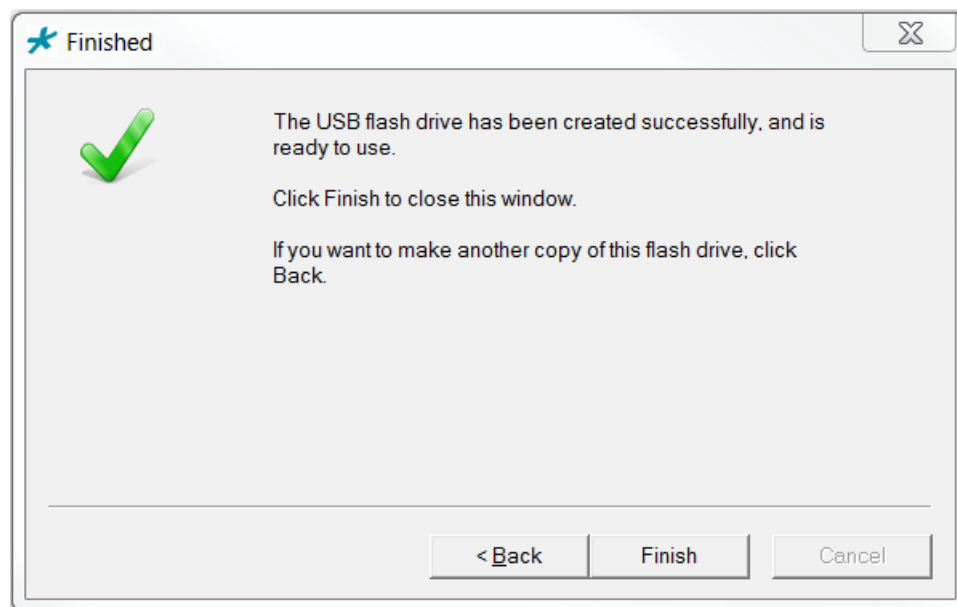 Finished
The USB flash drive has been created successfully, and is
ready to use.
Click Finish to close this window.
If you want to make another copy of this flash drive, click
Back.
< Back
Finish
Cancel